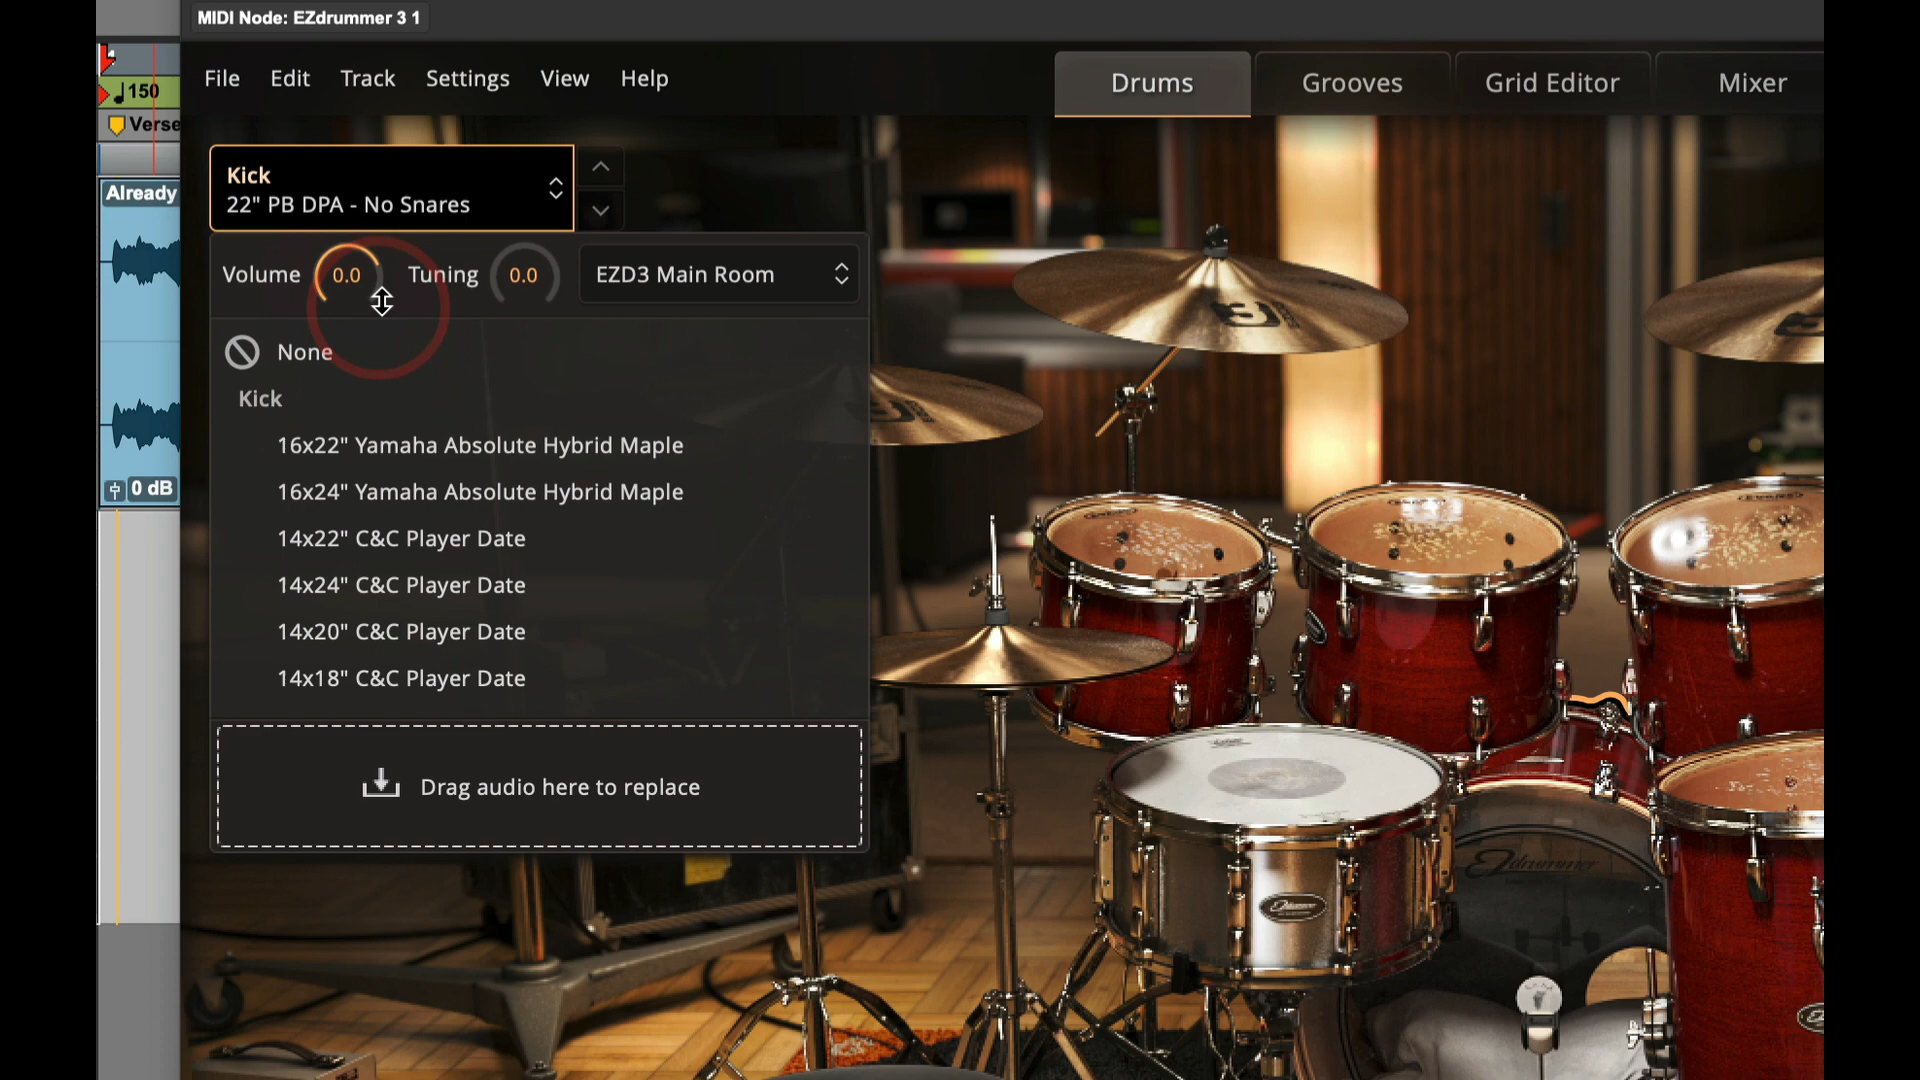 MIDI Node: EZdrummer 3 1
File Edit Track Settings View Help
Drums Grooves Grid Editor Mixer
150
Verse
Already
0 dB
Kick
22" PB DPA - No Snares
Volume 0.0 Tuning 0.0 EZD3 Main Room
None
Kick
16x22" Yamaha Absolute Hybrid Maple
16x24" Yamaha Absolute Hybrid Maple
14x22" C&C Player Date
14x24" C&C Player Date
14x20" C&C Player Date
14x18" C&C Player Date
Drag audio here to replace
EZdrummer